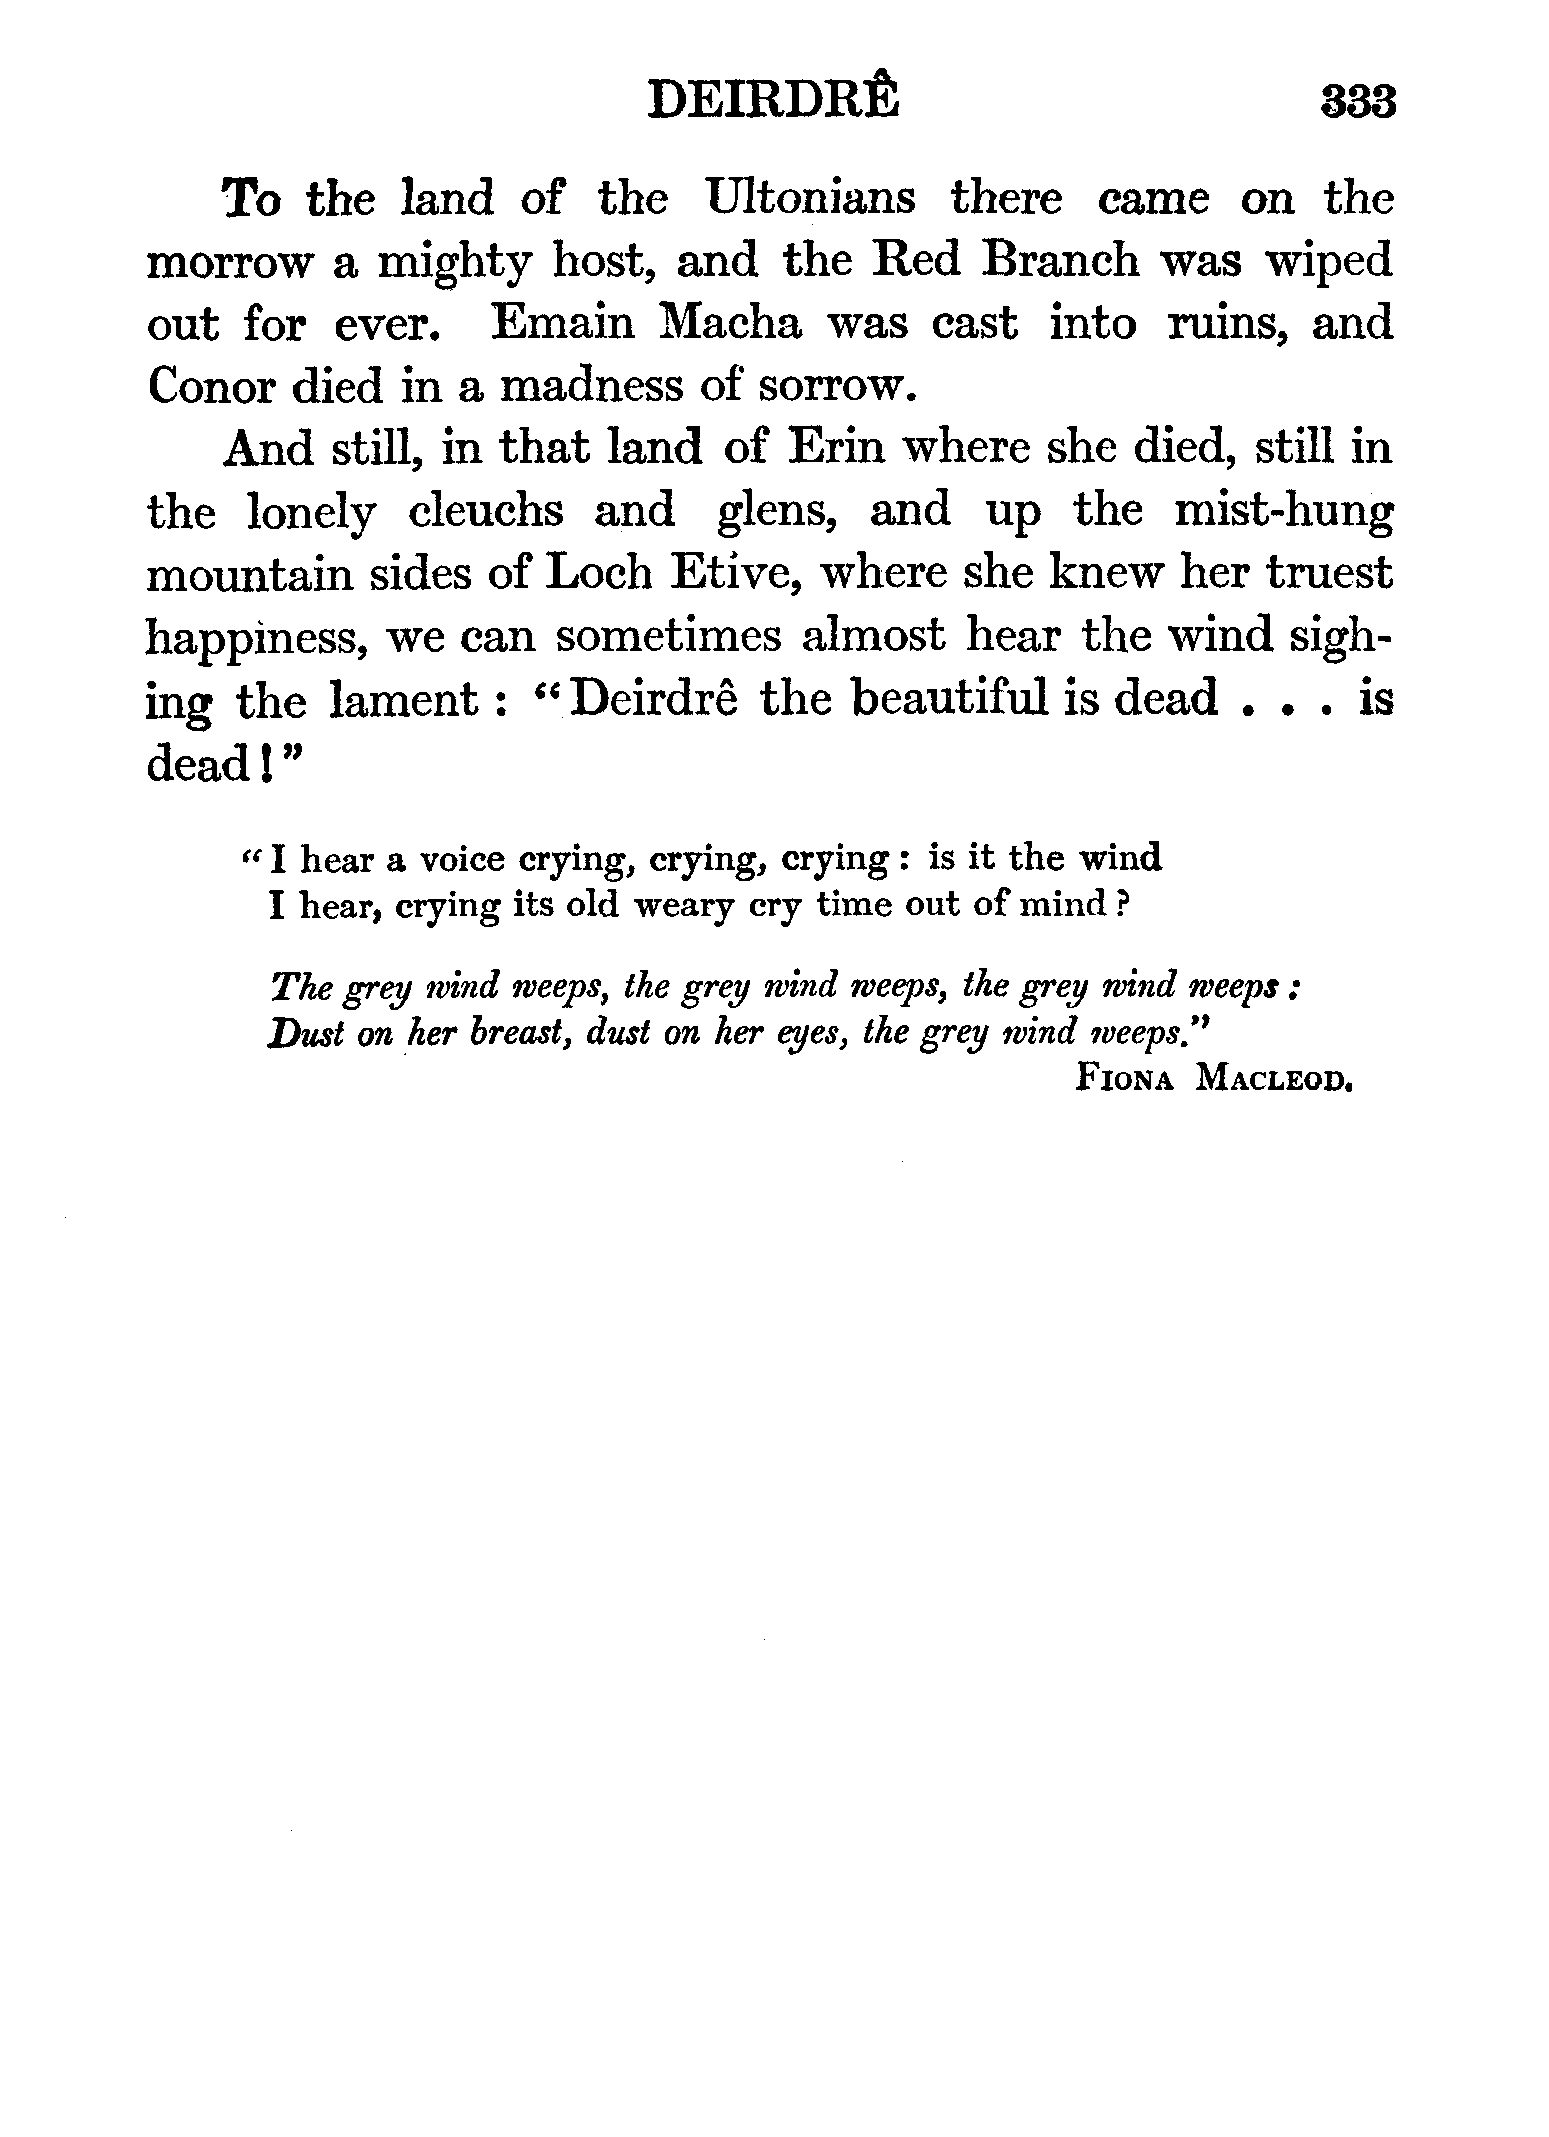 DEIRDRÊ 333
To the land of the Ultonians there came on the
morrow a mighty host, and the Red Branch was wiped
out for ever. Emain Macha was cast into ruins, and
Conor died in a madness of sorrow.
And still, in that land of Erin where she died, still in
the lonely cleuchs and glens, and up the mist-hung
mountain sides of Loch Etive, where she knew her truest
happiness, we can sometimes almost hear the wind sigh-
ing the lament : “Deirdrê the beautiful is dead . . . is
dead ! ”
“ I hear a voice crying, crying, crying : is it the wind
I hear, crying its old weary cry time out of mind ?
The grey wind weeps, the grey wind weeps, the grey wind weeps :
Dust on her breast, dust on her eyes, the grey wind weeps.”
FIONA MACLEOD.